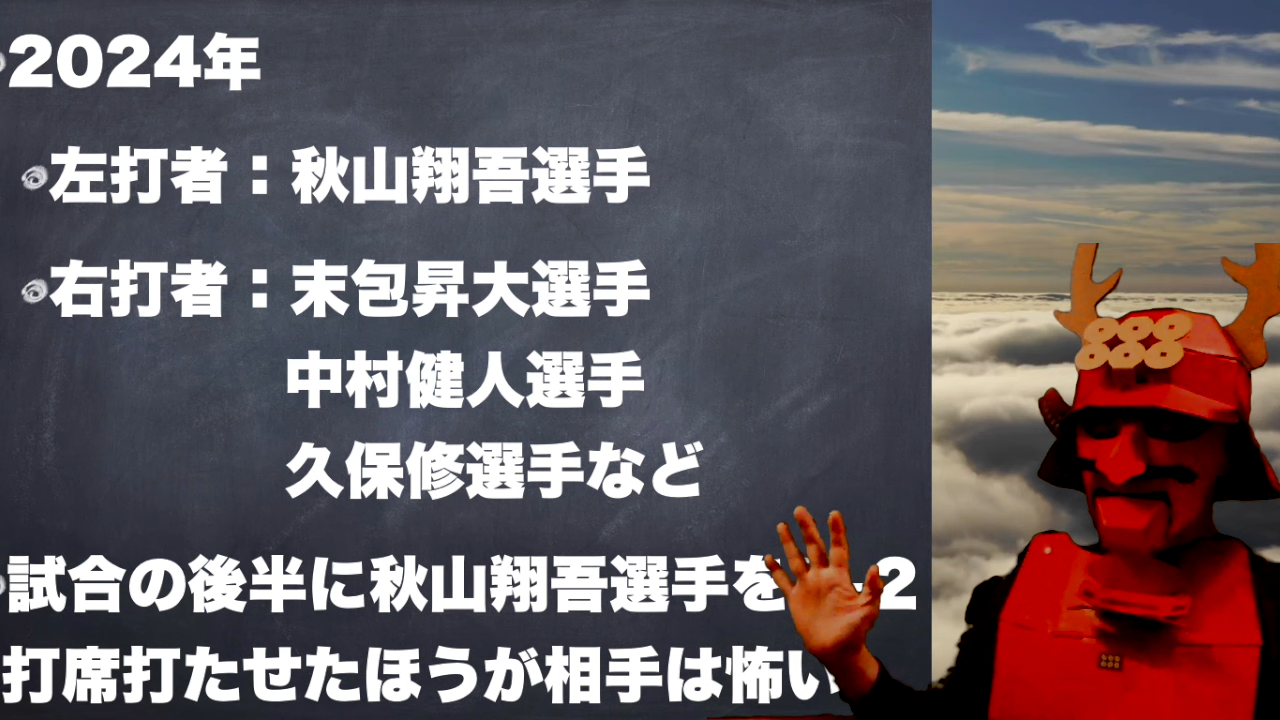 2024年
左打者：秋山翔吾選手
右打者：末包昇大選手
中村健人選手
久保修選手など
試合の後半に秋山翔吾選手を 2
打席打たせたほうが相手は怖い